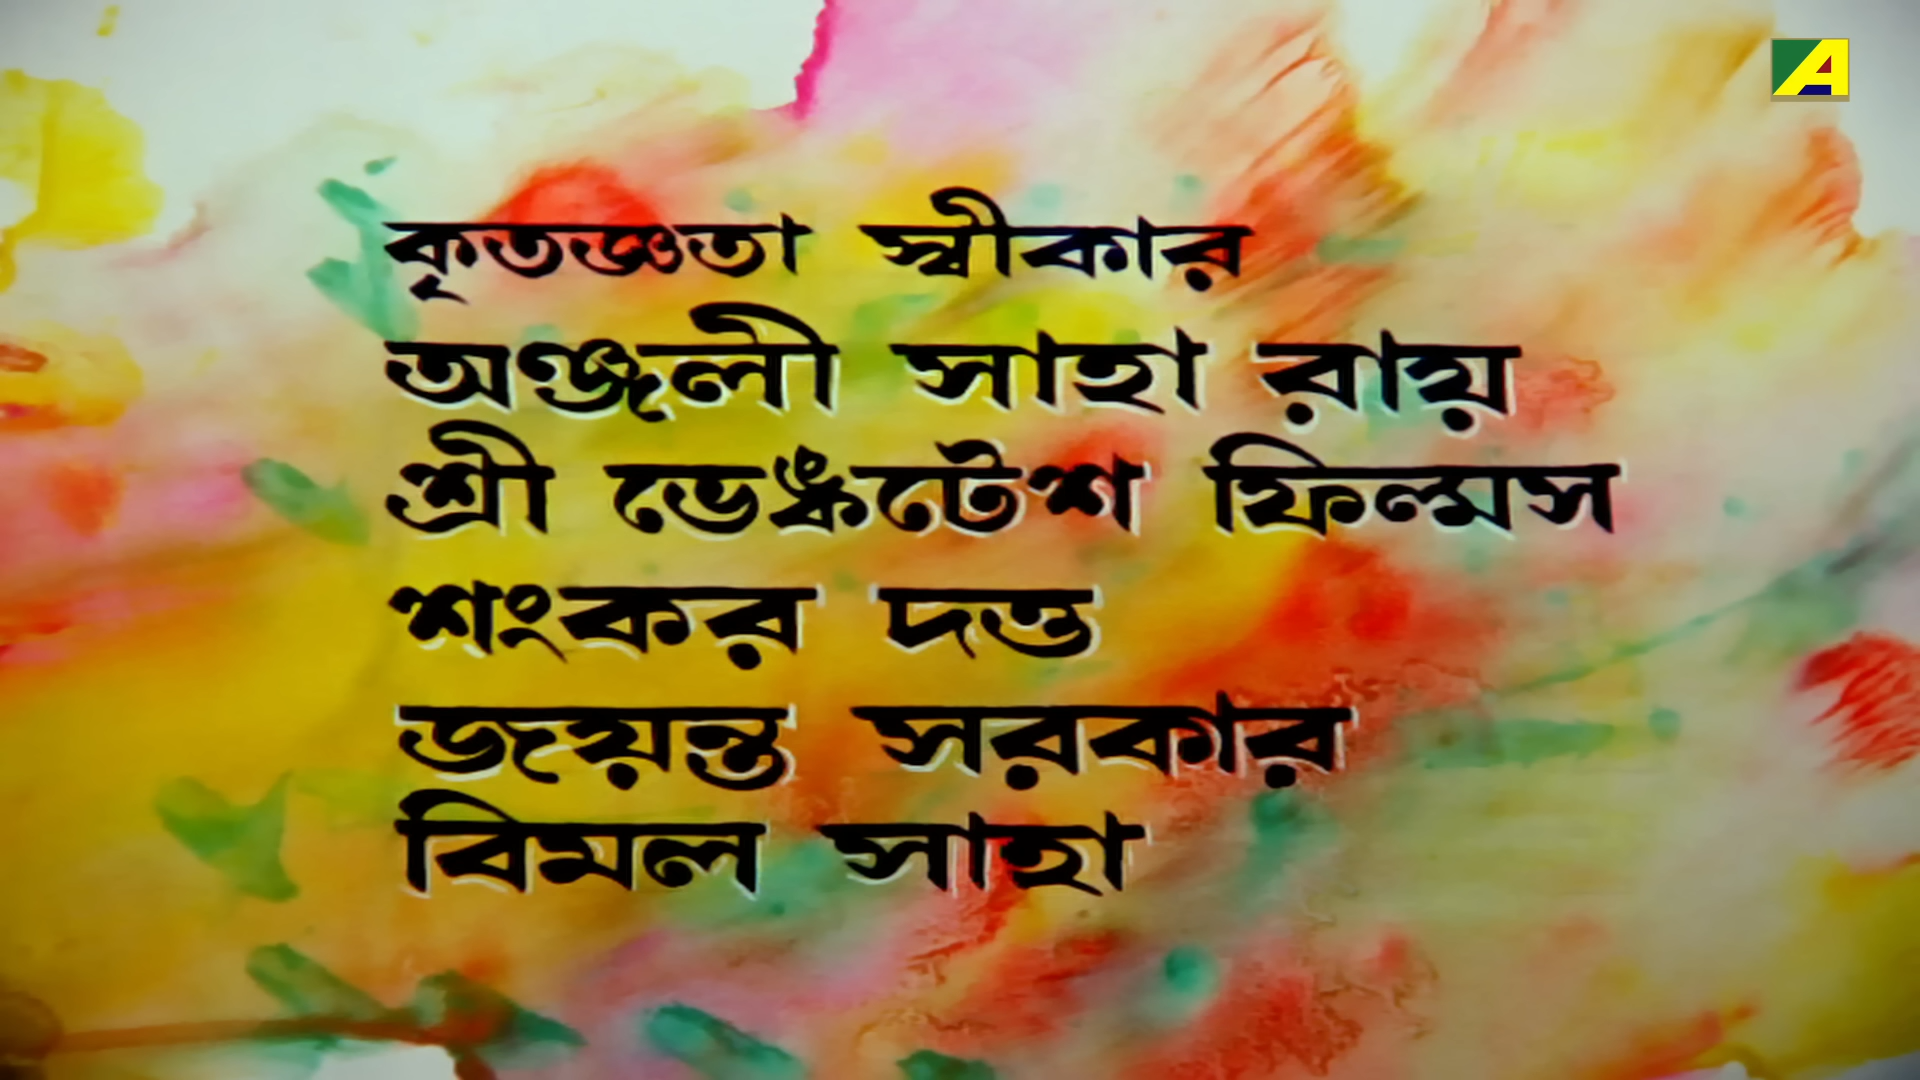 কৃতজ্ঞতা স্বীকার
অঞ্জলী সাহা রায়
শ্রী ভেঙ্কটেশ ফিল্মস
শংকর দত্ত
জয়ন্ত সরকার
বিমল সাহা